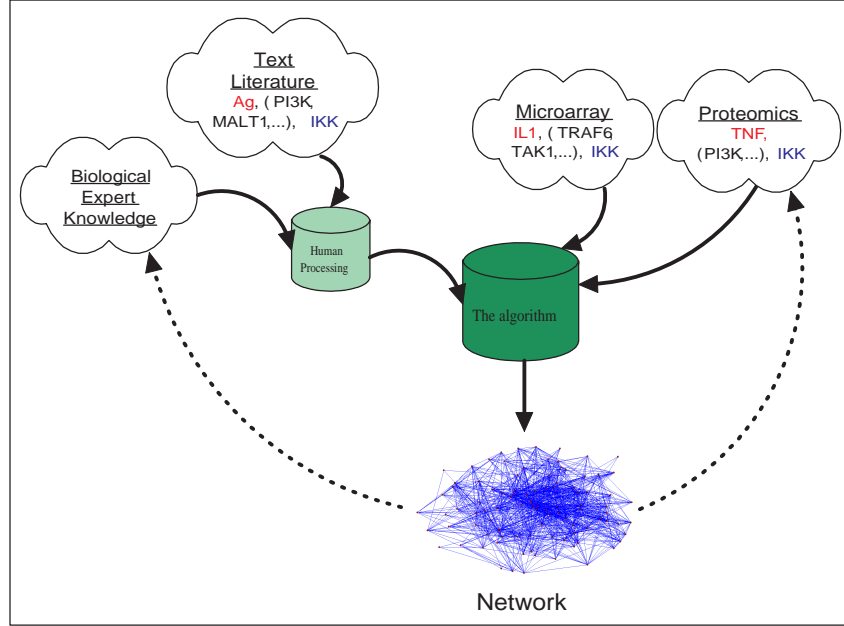 Text
Literature
Ag, ( PI3K,
MALT1,...), IKK
Microarray
IL1, ( TRAF6,
TAK1,...), IKK
Proteomics
TNF,
(PI3K,...), IKK
Biological
Expert
Knowledge
Human
Processing
The algorithm
Network